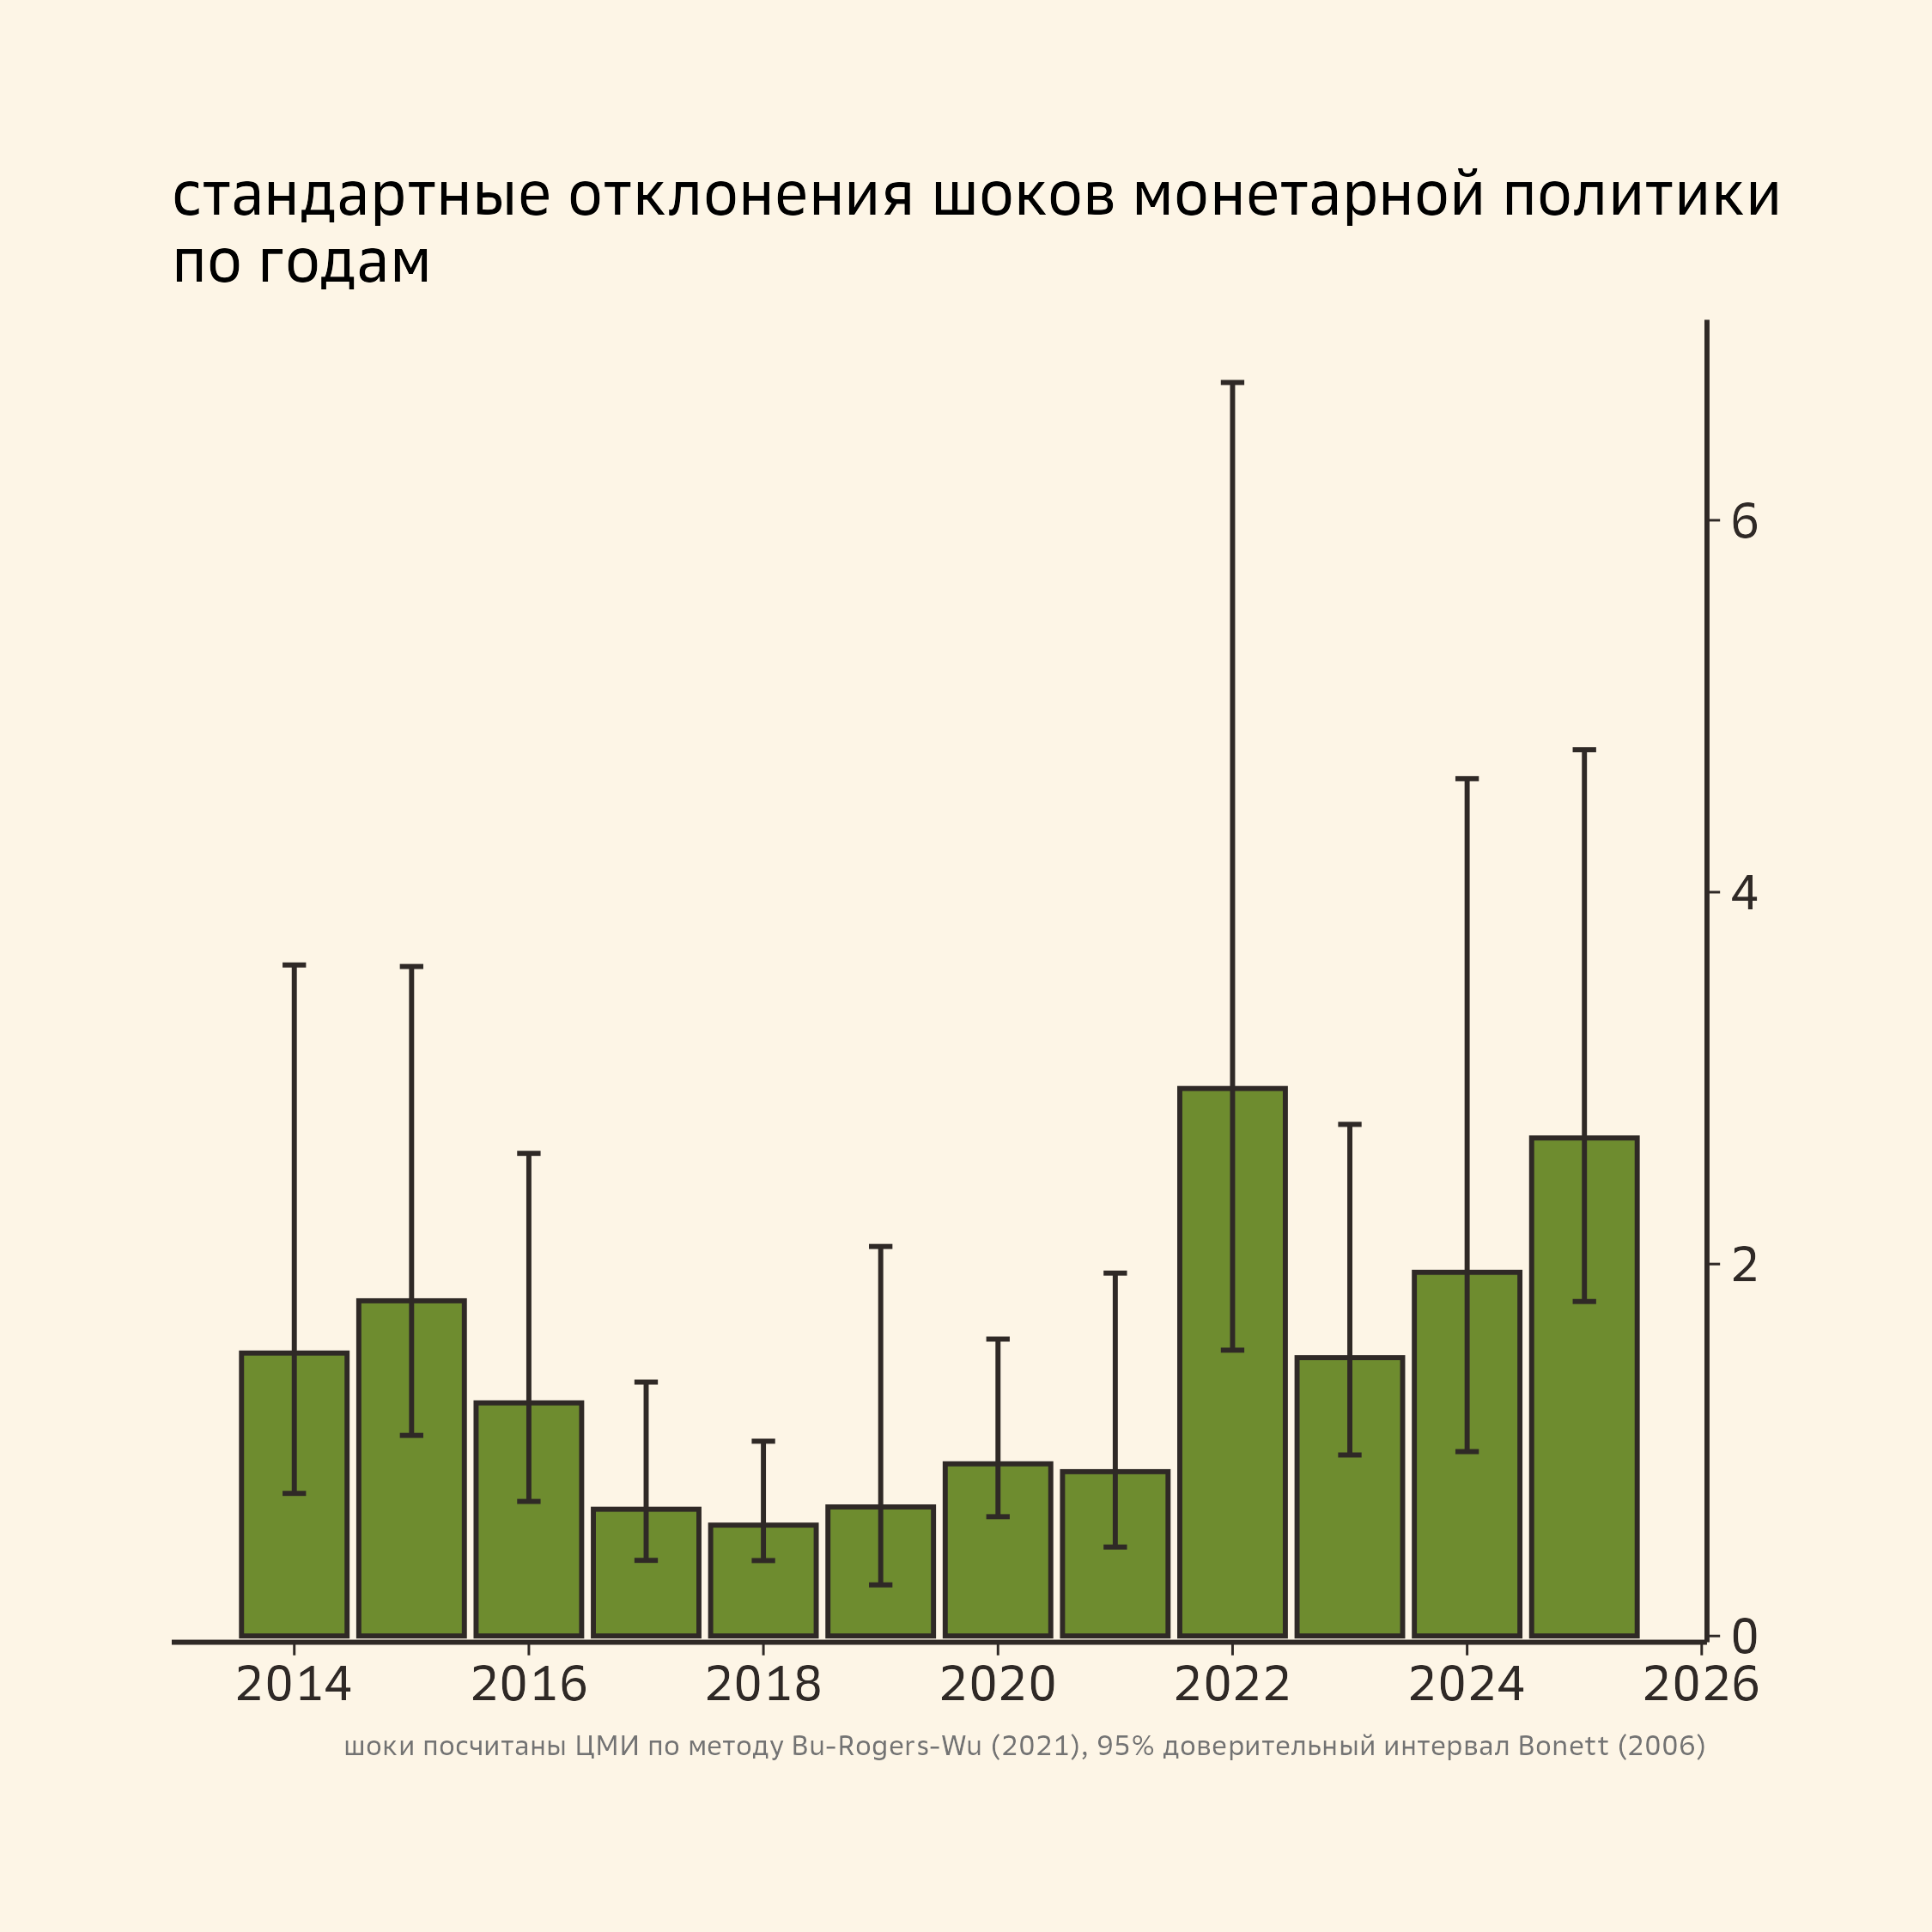 стандартные отклонения шоков монетарной политики
по годам
6
4
2
0
2014 2016 2018 2020 2022 2024 2026
шоки посчитаны ЦМИ по методу Bu-Rogers-Wu (2021), 95% доверительный интервал Bonett (2006)